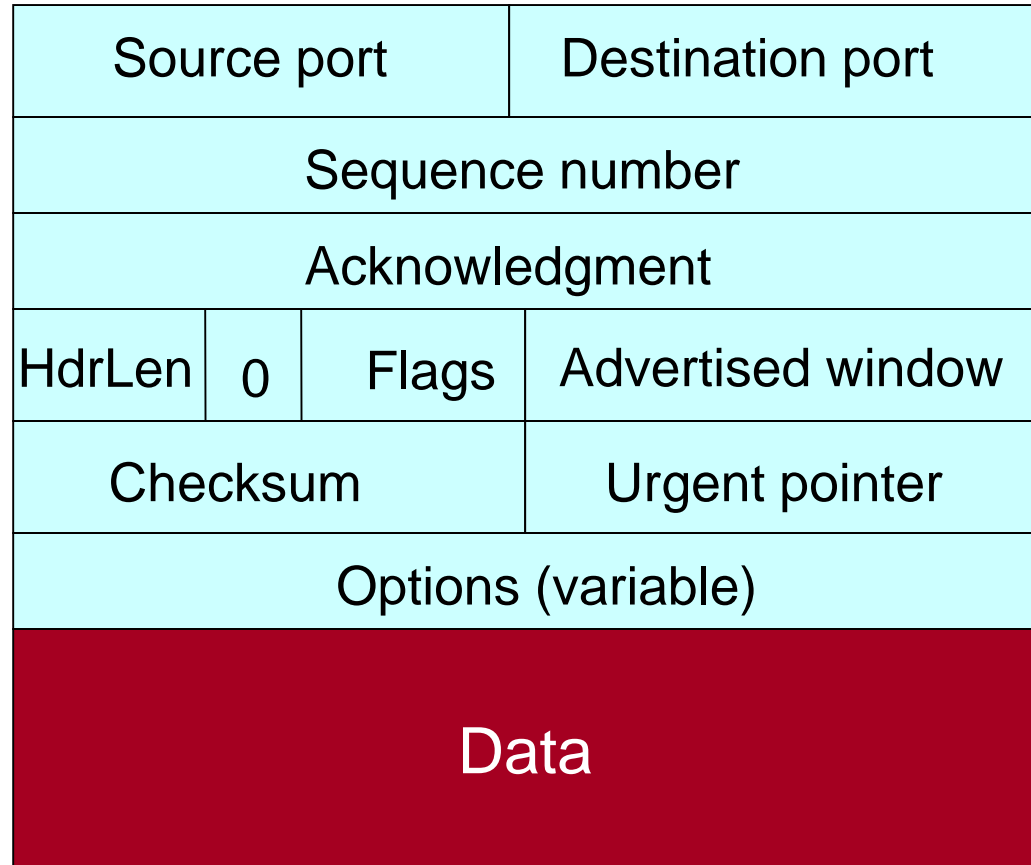 Source port Destination port
Sequence number
Acknowledgment
HdrLen 0 Flags Advertised window
Checksum Urgent pointer
Options (variable)
Data